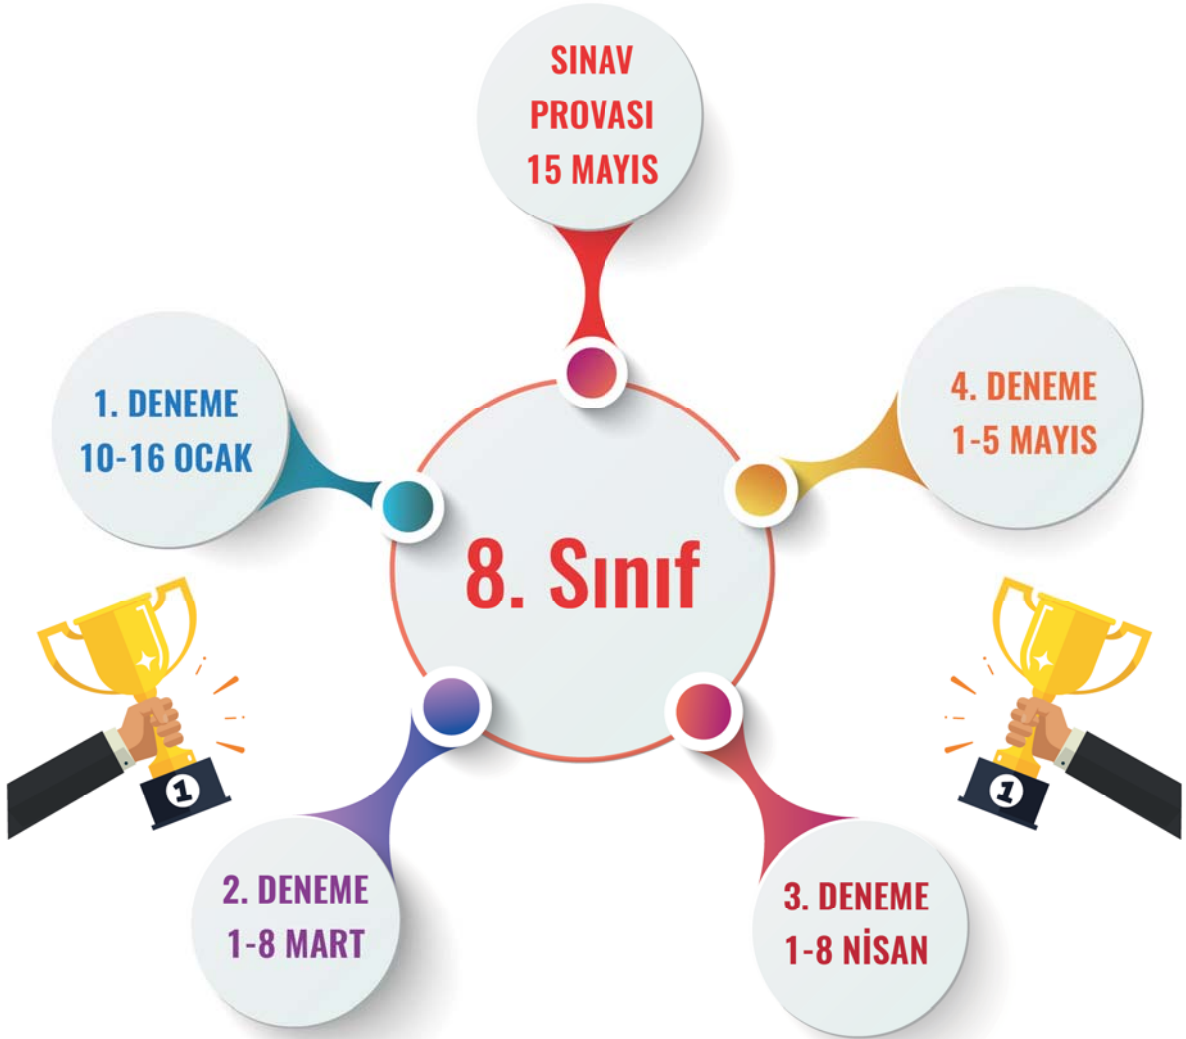 SINAV
PROVASI
15 MAYIS
1. DENEME
10-16 OCAK
4. DENEME
1-5 MAYIS
8. Sınıf
1
1
2. DENEME
1-8 MART
3. DENEME
1-8 NİSAN